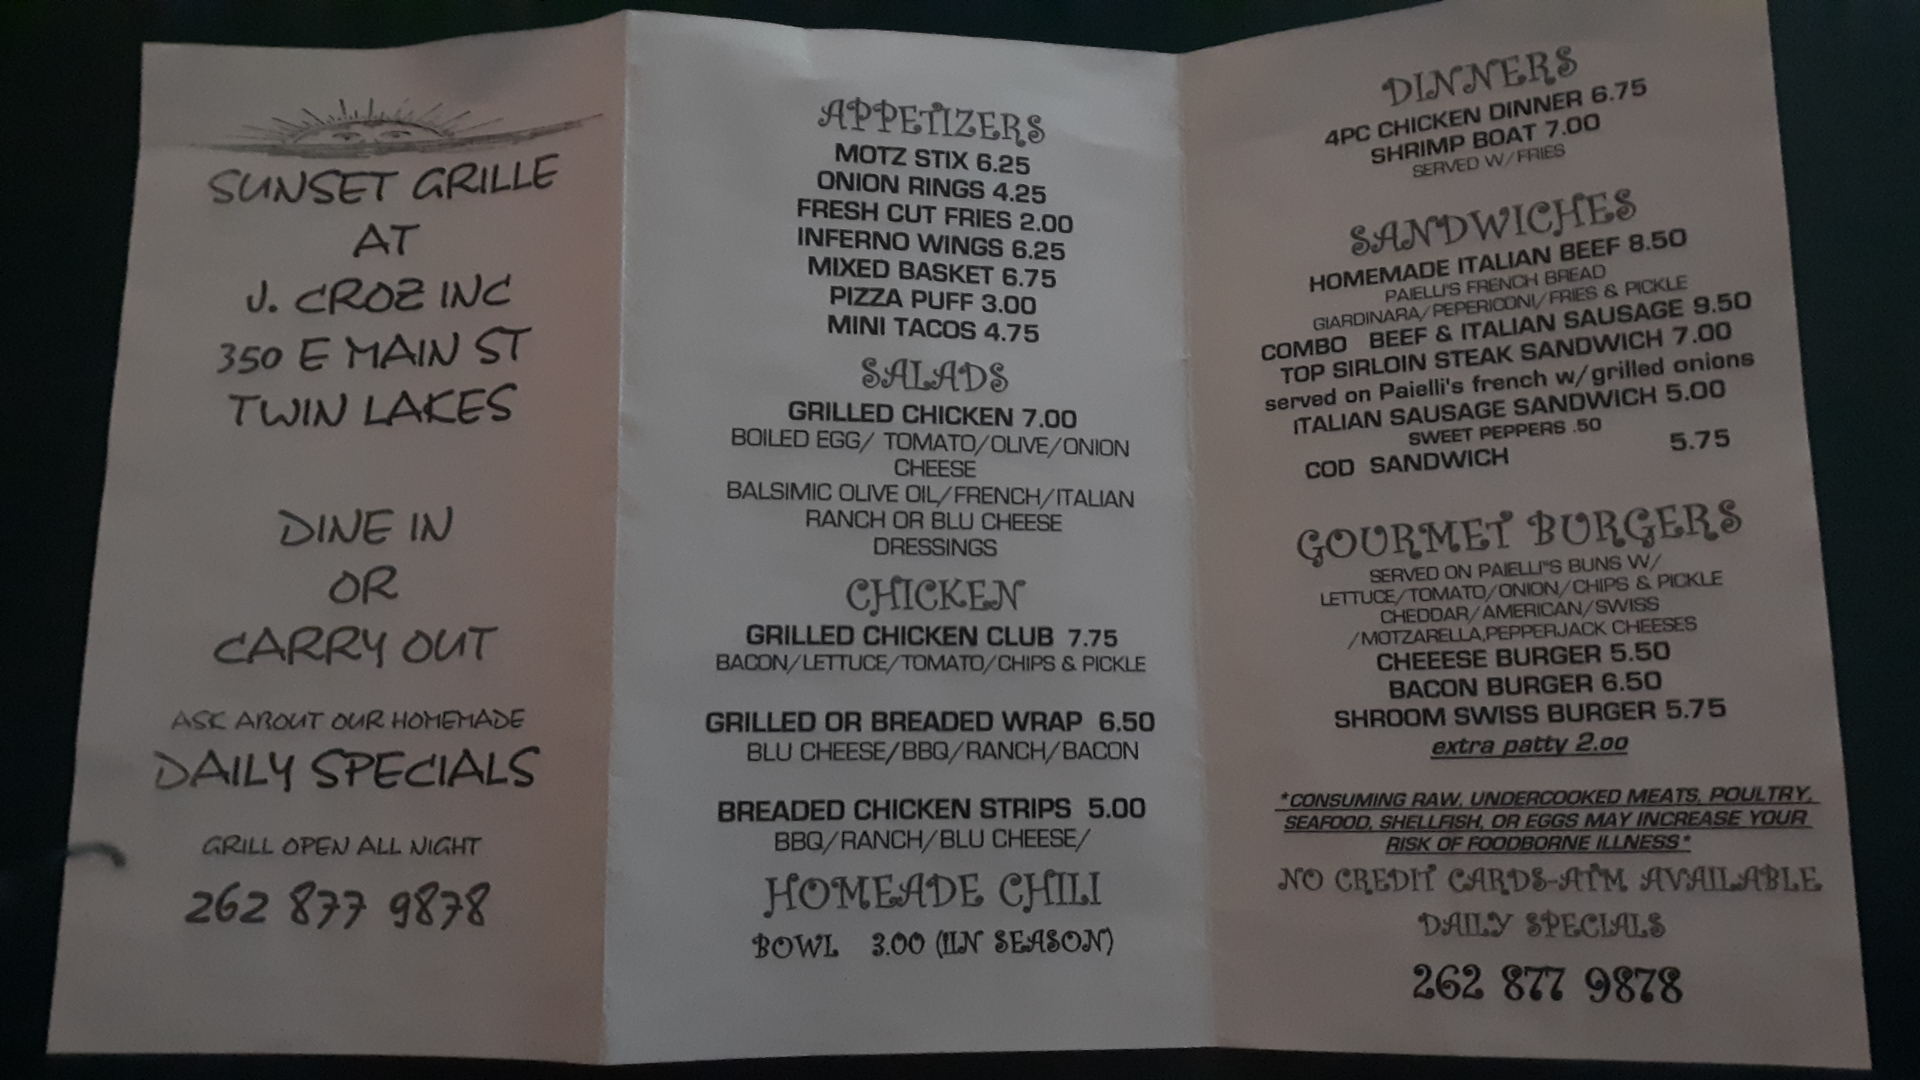 SUNSET GRILLE
AT
J. CROZ INC
350 E MAIN ST
TWIN LAKES
DINE IN
OR
CARRY OUT
ASK ABOUT OUR HOMEMADE
DAILY SPECIALS
GRILL OPEN ALL NIGHT
262 877 9878
APPETIZERS
MOTZ STIX 6.25
ONION RINGS 4.25
FRESH CUT FRIES 2.00
INFERNO WINGS 6.25
MIXED BASKET 6.75
PIZZA PUFF 3.00
MINI TACOS 4.75
SALADS
GRILLED CHICKEN 7.00
BOILED EGG/ TOMATO/OLIVE/ONION
CHEESE
BALSIMIC OLIVE OIL/FRENCH/ITALIAN
RANCH OR BLU CHEESE
DRESSINGS
CHICKEN
GRILLED CHICKEN CLUB 7.75
BACON/LETTUCE/TOMATO/CHIPS & PICKLE
GRILLED OR BREADED WRAP 6.50
BLU CHEESE/BBQ/RANCH/BACON
BREADED CHICKEN STRIPS 5.00
BBQ/RANCH/BLU CHEESE/
HOMEADE CHILI
BOWL 3.00 (IIN SEASON)
DINNERS
4PC CHICKEN DINNER 6.75
SHRIMP BOAT 7.00
SERVED W/FRIES
SANDWICHES
HOMEMADE ITALIAN BEEF 8.50
PAIELLI'S FRENCH BREAD
GIARDINARA/PEPERICONI/FRIES & PICKLE
COMBO BEEF & ITALIAN SAUSAGE 9.50
TOP SIRLOIN STEAK SANDWICH 7.00
served on Paielli's french w/grilled onions
ITALIAN SAUSAGE SANDWICH 5.00
SWEET PEPPERS .50
COD SANDWICH 5.75
GOURMET BURGERS
SERVED ON PAIELLI"S BUNS W/
LETTUCE/TOMATO/ONION/CHIPS & PICKLE
CHEDDAR/AMERICAN/SWISS
/MOTZARELLA,PEPPERJACK CHEESES
CHEEESE BURGER 5.50
BACON BURGER 6.50
SHROOM SWISS BURGER 5.75
extra patty 2.00
*CONSUMING RAW, UNDERCOOKED MEATS, POULTRY,
SEAFOOD, SHELLFISH, OR EGGS MAY INCREASE YOUR
RISK OF FOODBORNE ILLNESS*
NO CREDIT CARDS-ATM AVAILABLE
DAILY SPECIALS
262 877 9878